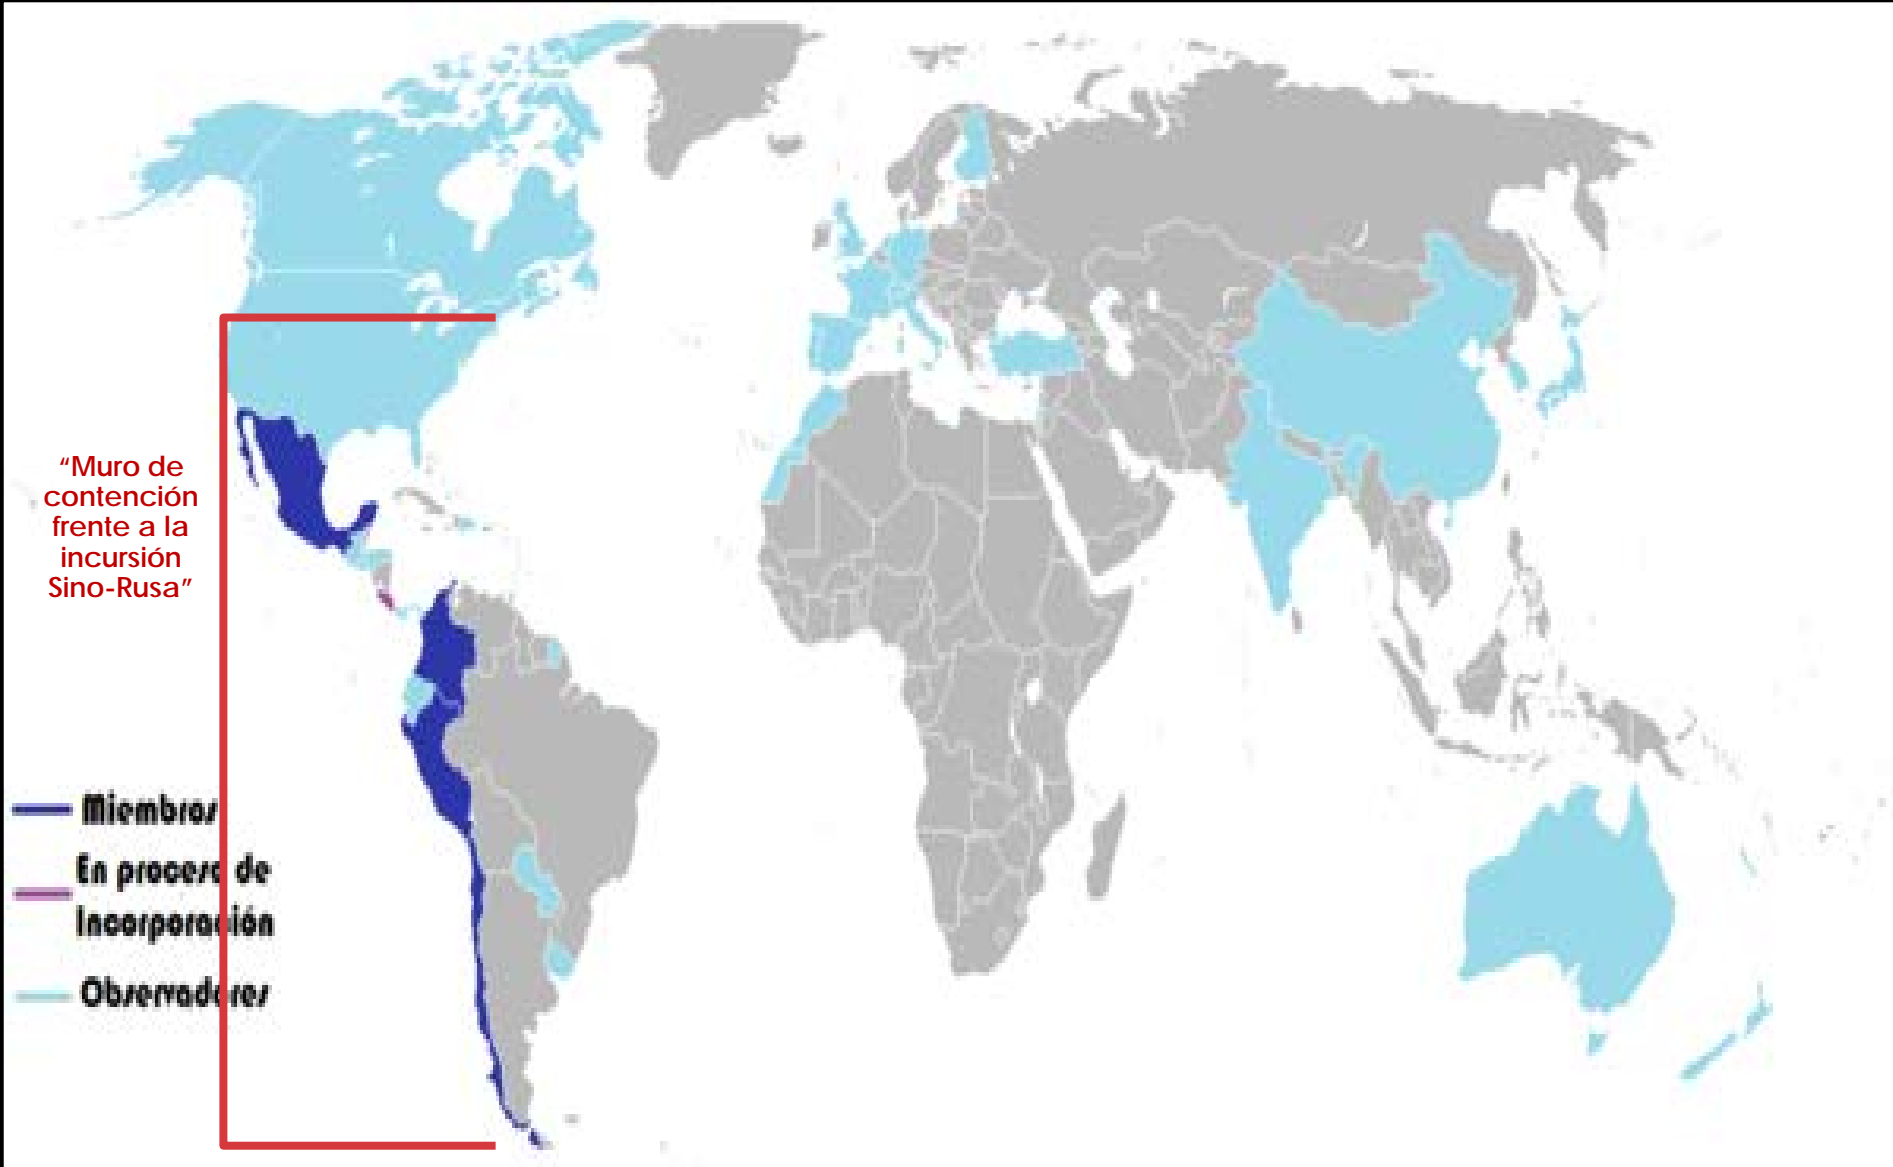 “Muro de
contención
frente a la
incursión
Sino-Rusa”
Miembros
En proceso de
Incorporación
Observadores